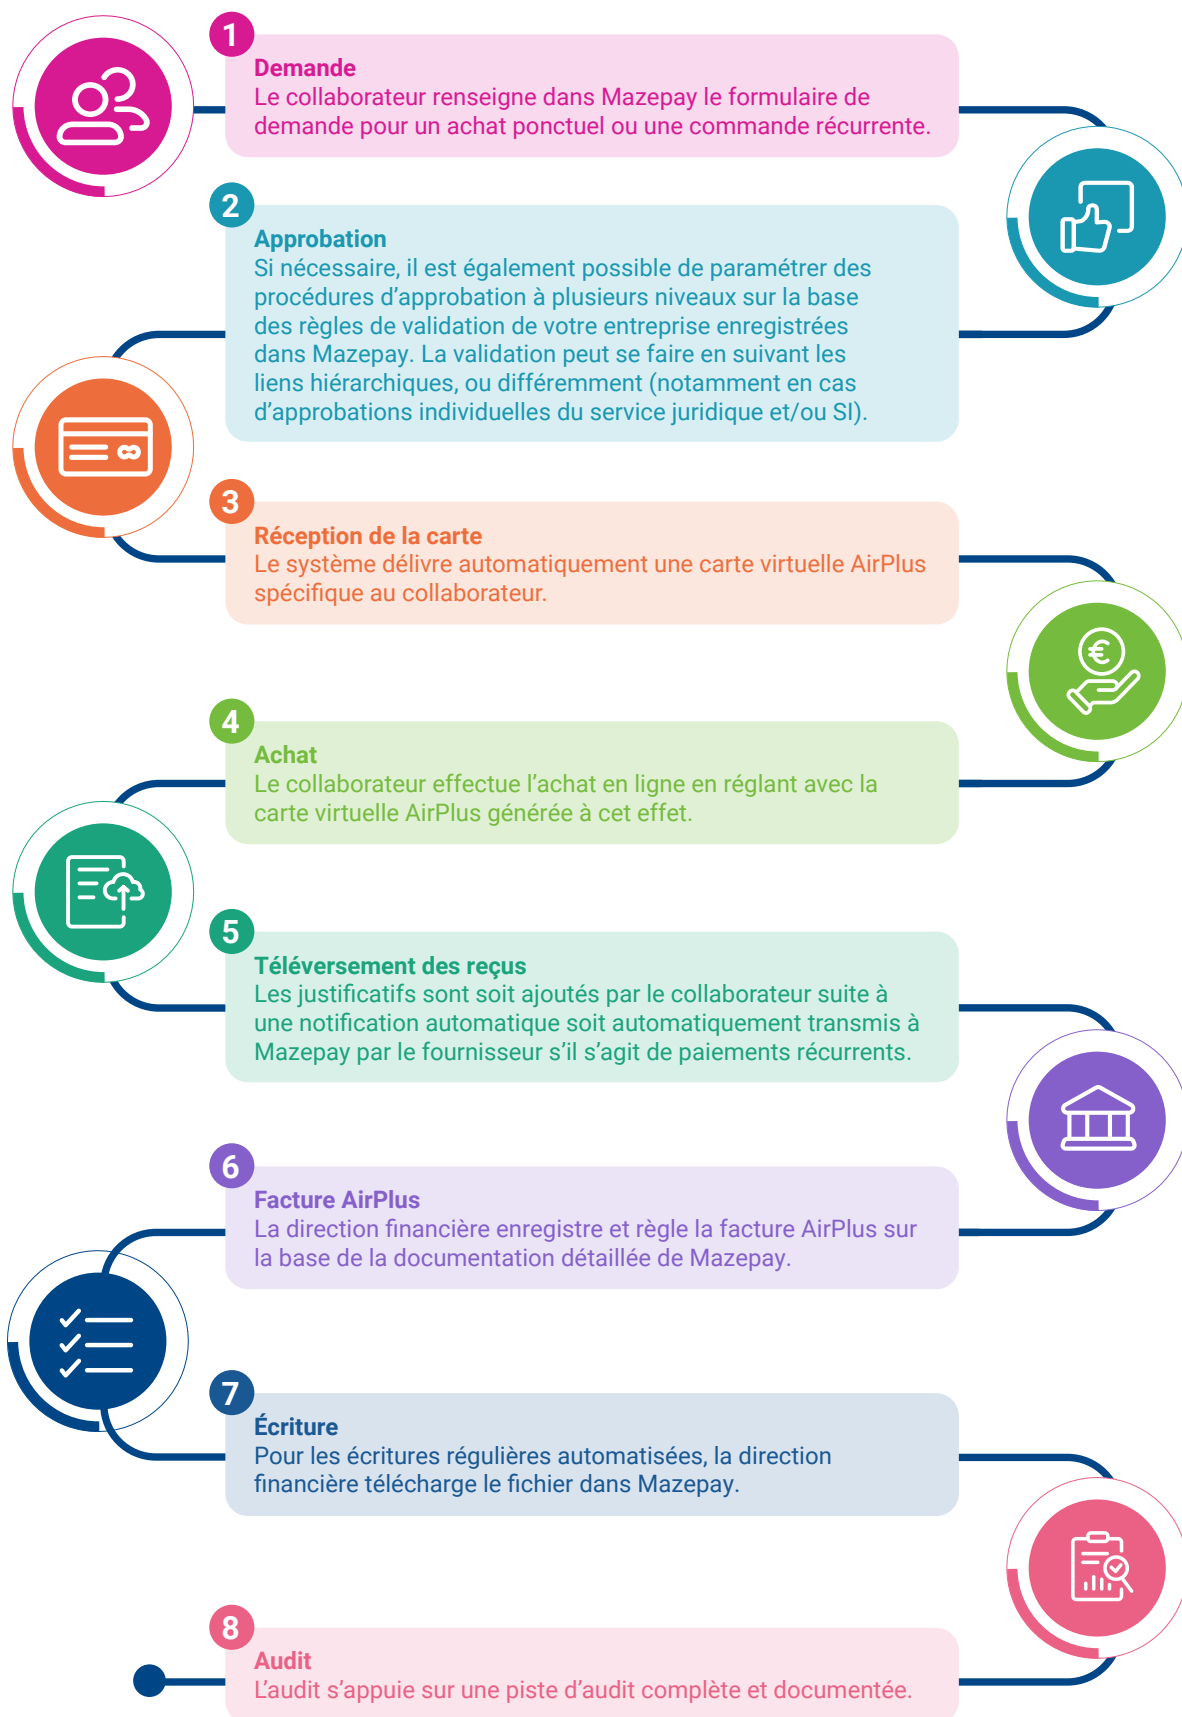 1
Demande
Le collaborateur renseigne dans Mazepay le formulaire de
demande pour un achat ponctuel ou une commande récurrente.
2
Approbation
Si nécessaire, il est également possible de paramétrer des
procédures d’approbation à plusieurs niveaux sur la base
des règles de validation de votre entreprise enregistrées
dans Mazepay. La validation peut se faire en suivant les
liens hiérarchiques, ou différemment (notamment en cas
d’approbations individuelles du service juridique et/ou SI).
3
Réception de la carte
Le système délivre automatiquement une carte virtuelle AirPlus
spécifique au collaborateur.
€
4
Achat
Le collaborateur effectue l’achat en ligne en réglant avec la
carte virtuelle AirPlus générée à cet effet.
5
Téléversement des reçus
Les justificatifs sont soit ajoutés par le collaborateur suite à
une notification automatique soit automatiquement transmis à
Mazepay par le fournisseur s’il s’agit de paiements récurrents.
6
Facture AirPlus
La direction financière enregistre et règle la facture AirPlus sur
la base de la documentation détaillée de Mazepay.
7
Écriture
Pour les écritures régulières automatisées, la direction
financière télécharge le fichier dans Mazepay.
8
Audit
L’audit s’appuie sur une piste d’audit complète et documentée.